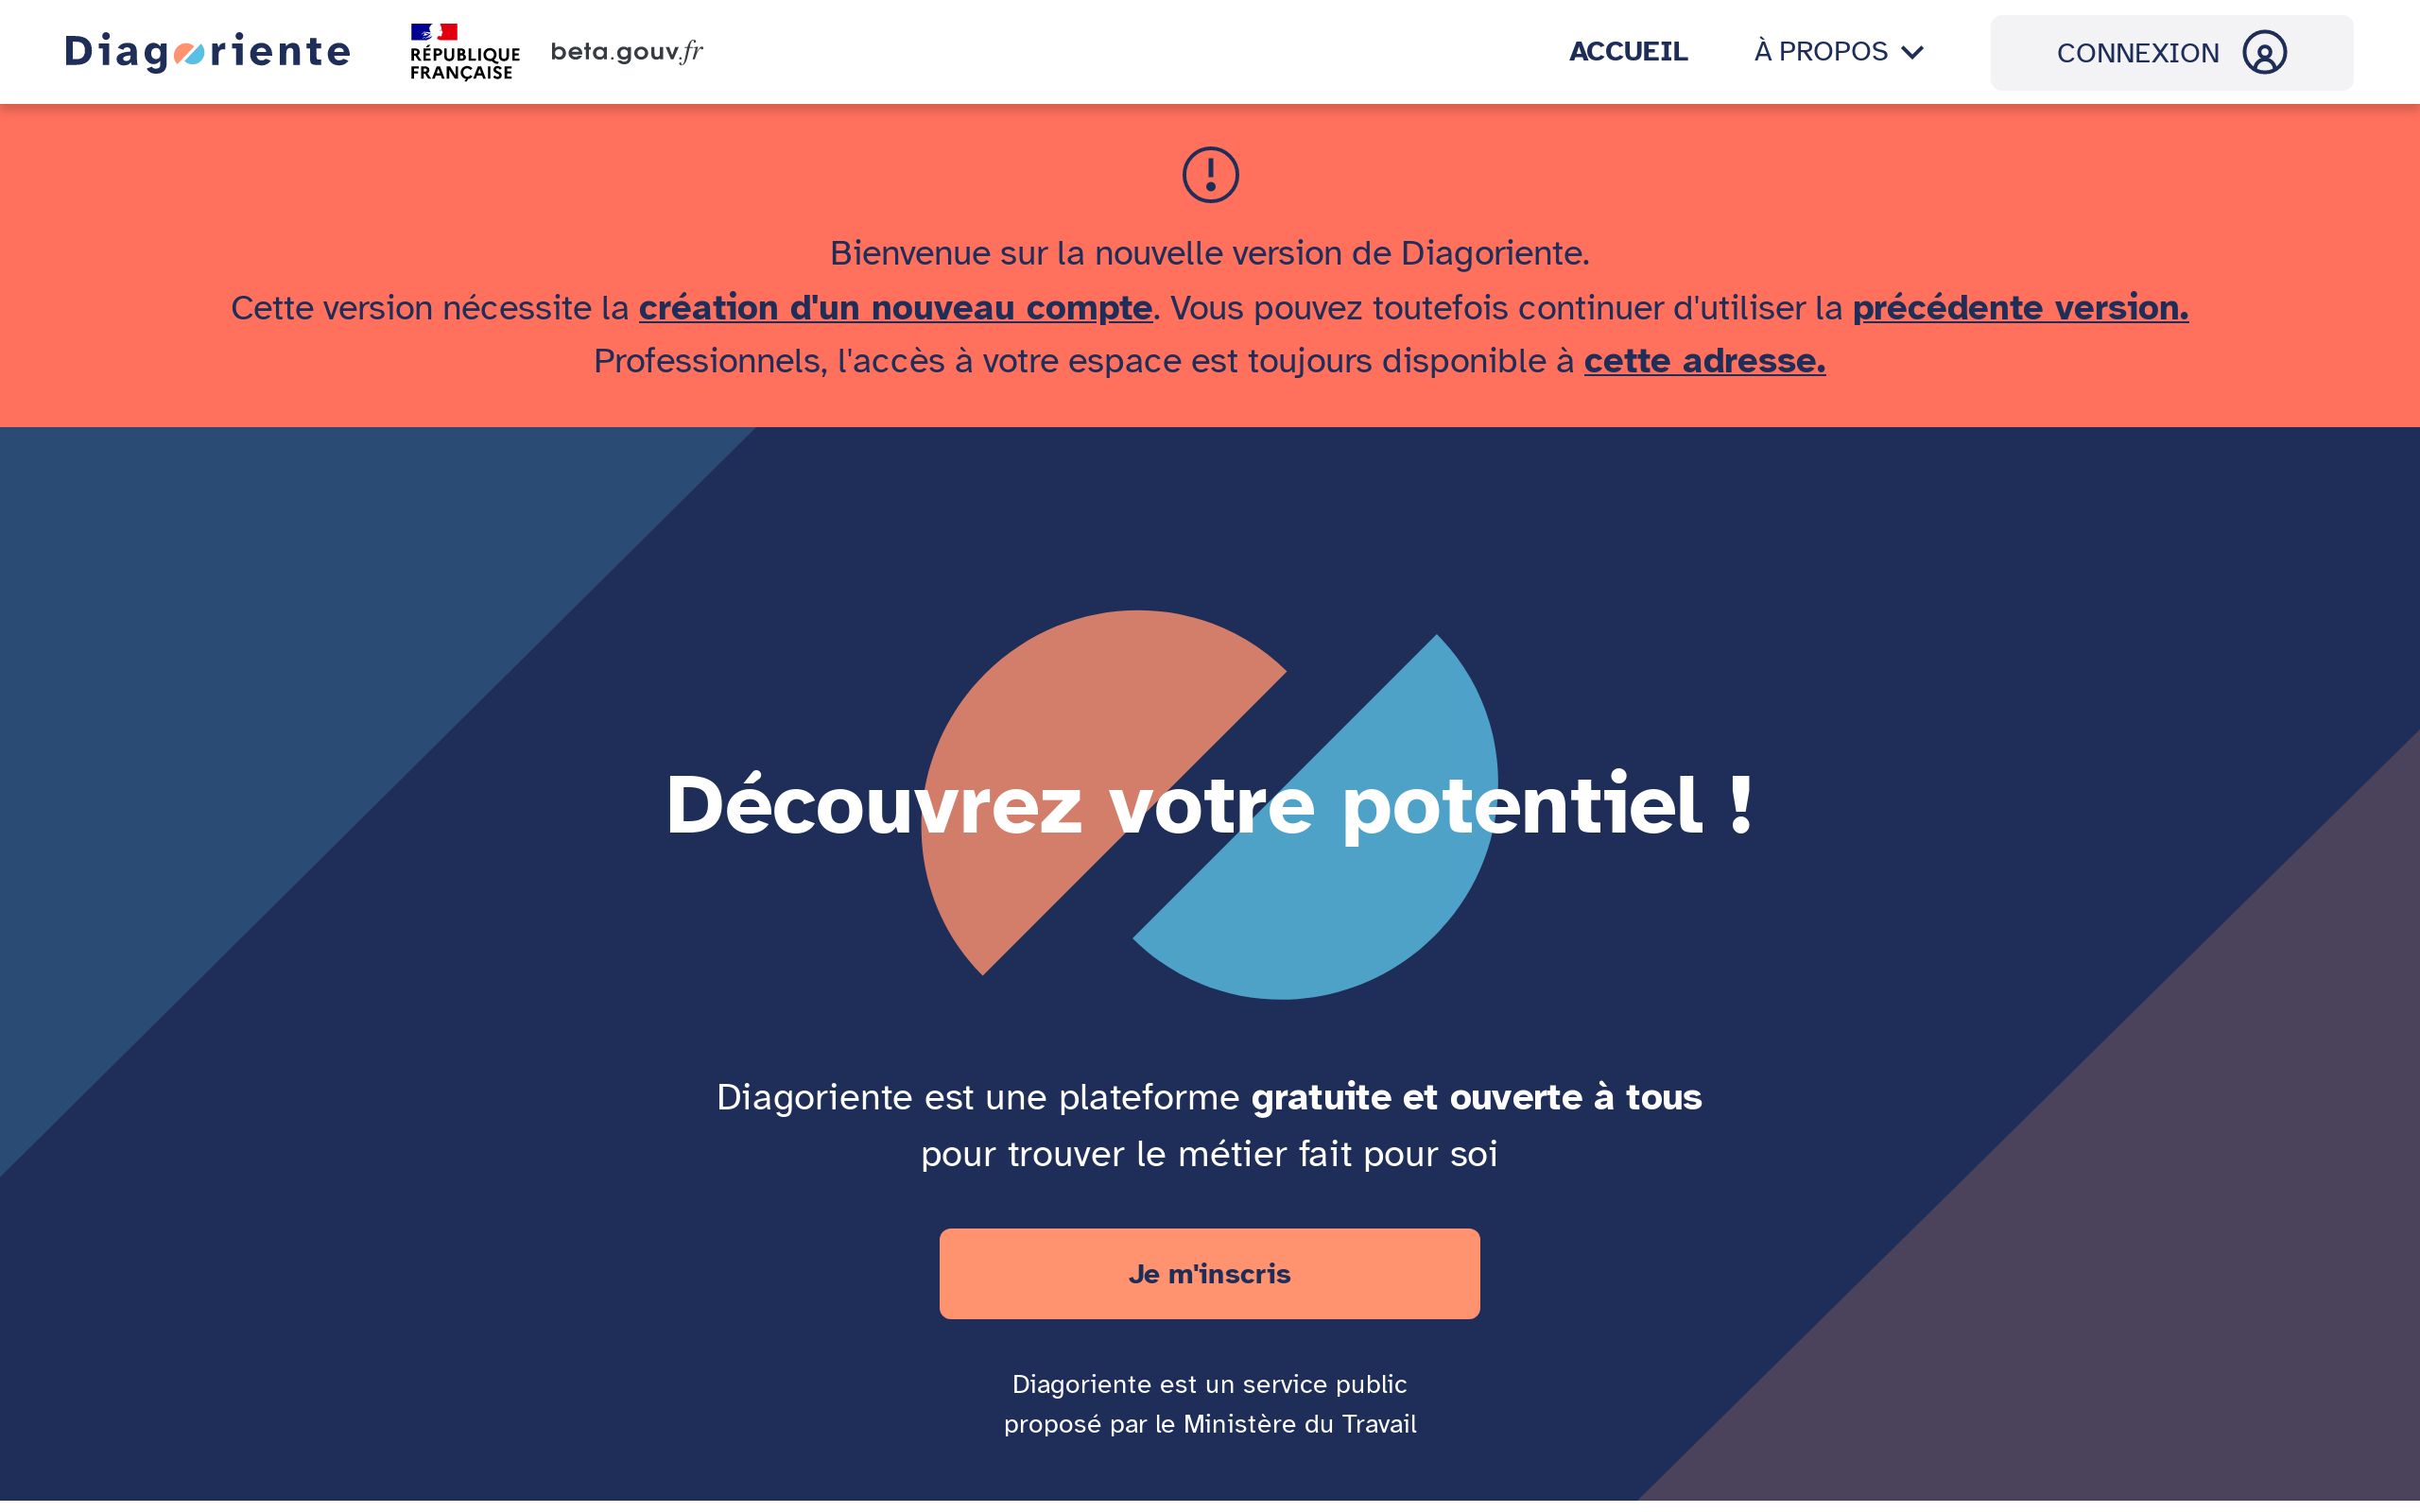 Diagoriente
RÉPUBLIQUE
FRANÇAISE
beta.gouv.fr
ACCUEIL
À PROPOS
CONNEXION
Bienvenue sur la nouvelle version de Diagoriente.
Cette version nécessite la création d'un nouveau compte. Vous pouvez toutefois continuer d'utiliser la précédente version.
Professionnels, l'accès à votre espace est toujours disponible à cette adresse.
Découvrez votre potentiel !
Diagoriente est une plateforme gratuite et ouverte à tous
pour trouver le métier fait pour soi
Je m'inscris
Diagoriente est un service public
proposé par le Ministère du Travail